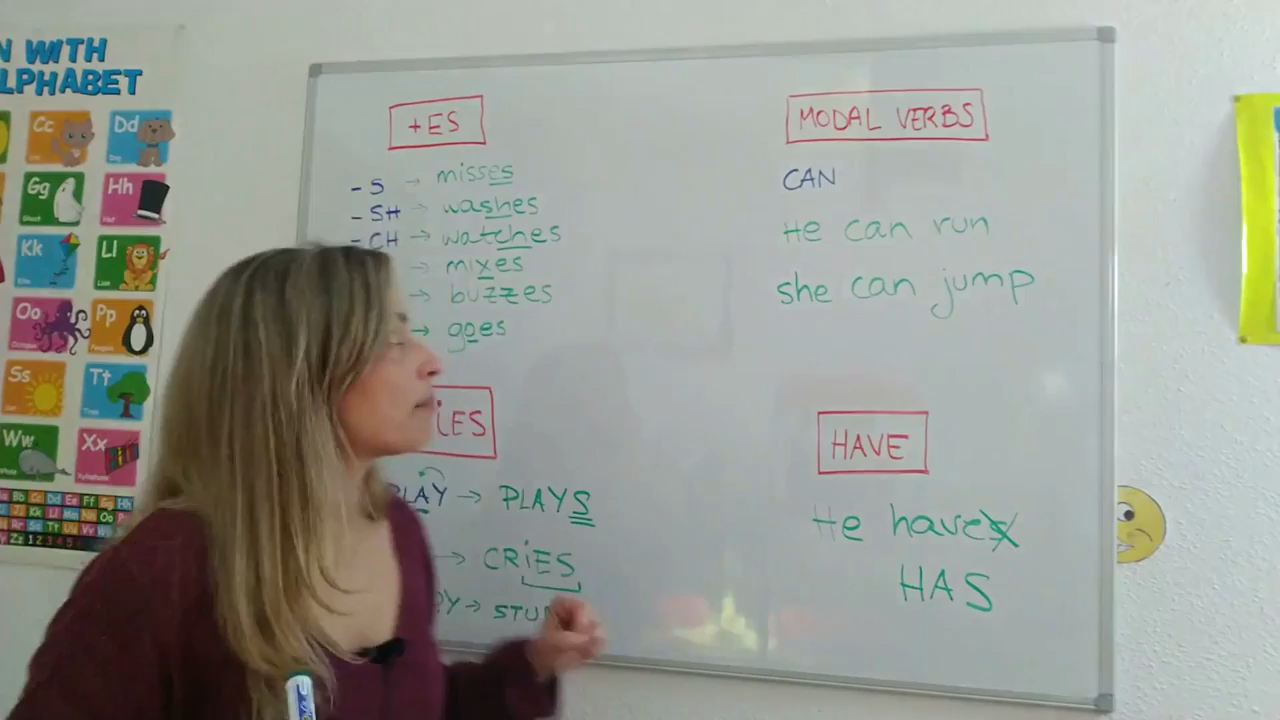 N WITH
LPHABET
Cc
Dd
Gg
Hh
Kk
Ll
Oo
Pp
Ss
Tt
Ww
Xx
+ES
- S → misses
- SH → washes
- CH → watches
→ mixes
→ buzzes
→ goes
iES
PLAY → PLAYS
→ CRiES
DY → STU
MODAL VERBS
CAN
He can run
she can jump
HAVE
He haves
HAS